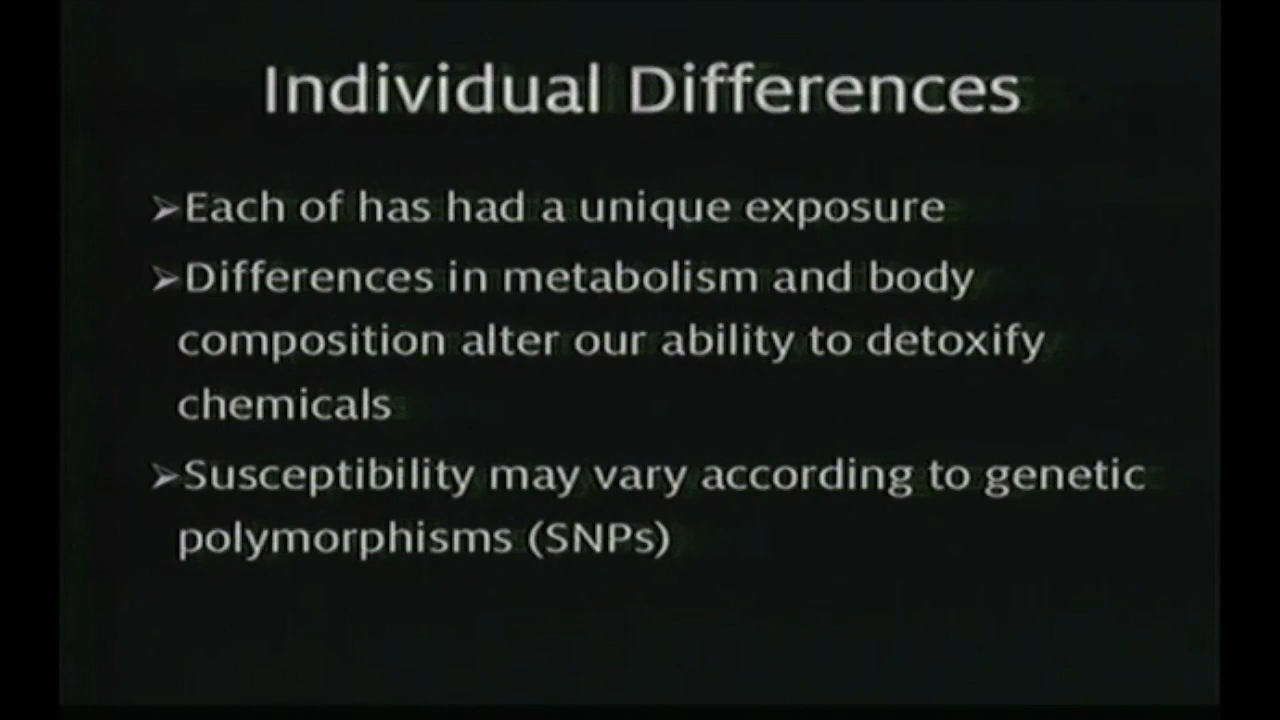 Individual Differences
➢Each of has had a unique exposure
➢Differences in metabolism and body
composition alter our ability to detoxify
chemicals
➢Susceptibility may vary according to genetic
polymorphisms (SNPs)